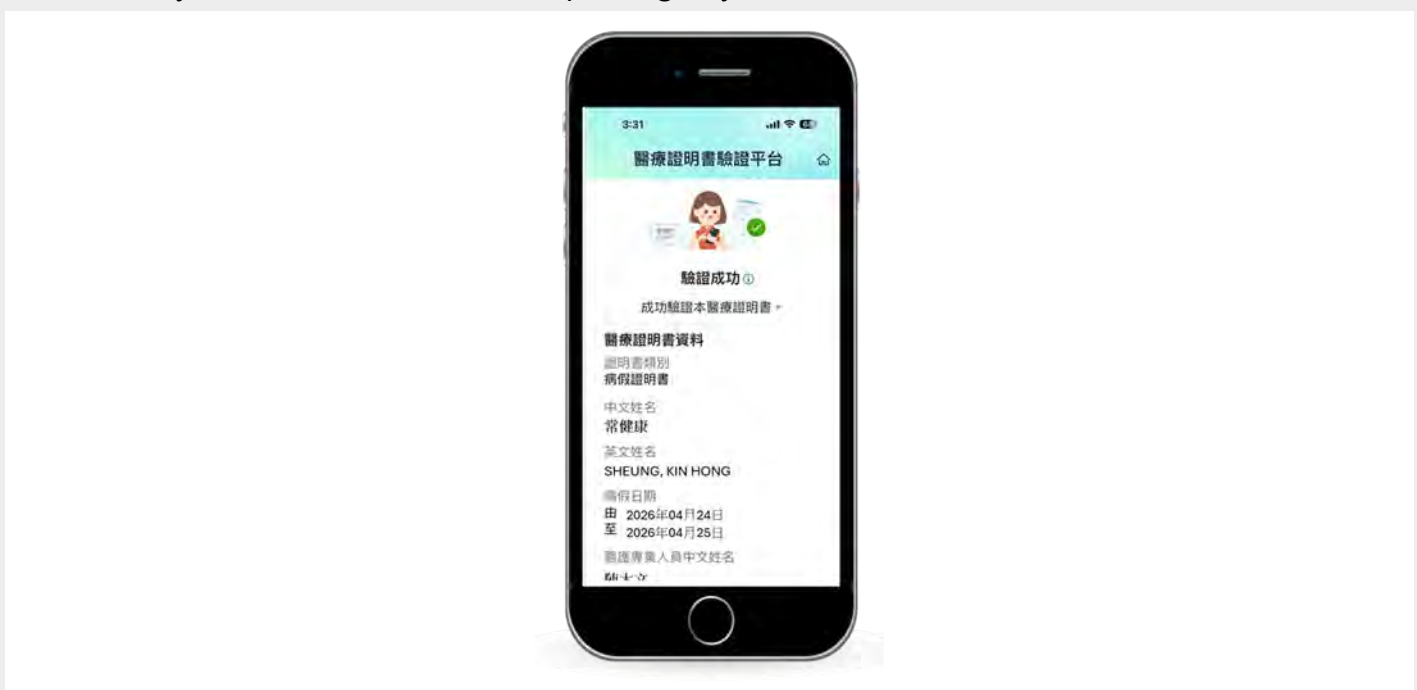 3:31
醫療證明書驗證平台
驗證成功
成功驗證本醫療證明書。
醫療證明書資料
證明書類別
病假證明書
中文姓名
常健康
英文姓名
SHEUNG, KIN HONG
病假日期
由 2026年04月24日
至 2026年04月25日
醫護專業人員中文姓名